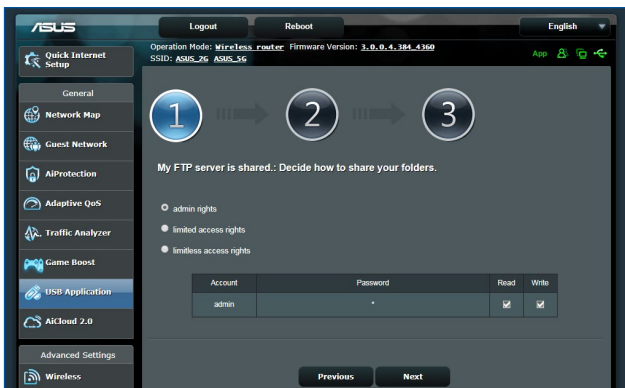 ASUS
Logout
Reboot
English
Quick Internet
Setup
Operation Mode: Wireless router Firmware Version: 3.0.0.4.384_4360
SSID: ASUS_2G ASUS_5G
App
General
Network Map
Guest Network
AiProtection
Adaptive QoS
Traffic Analyzer
Game Boost
USB Application
AiCloud 2.0
Advanced Settings
Wireless
1
2
3
My FTP server is shared.: Decide how to share your folders.
admin rights
limited access rights
limitless access rights
Account Password Read Write
admin *
Previous Next